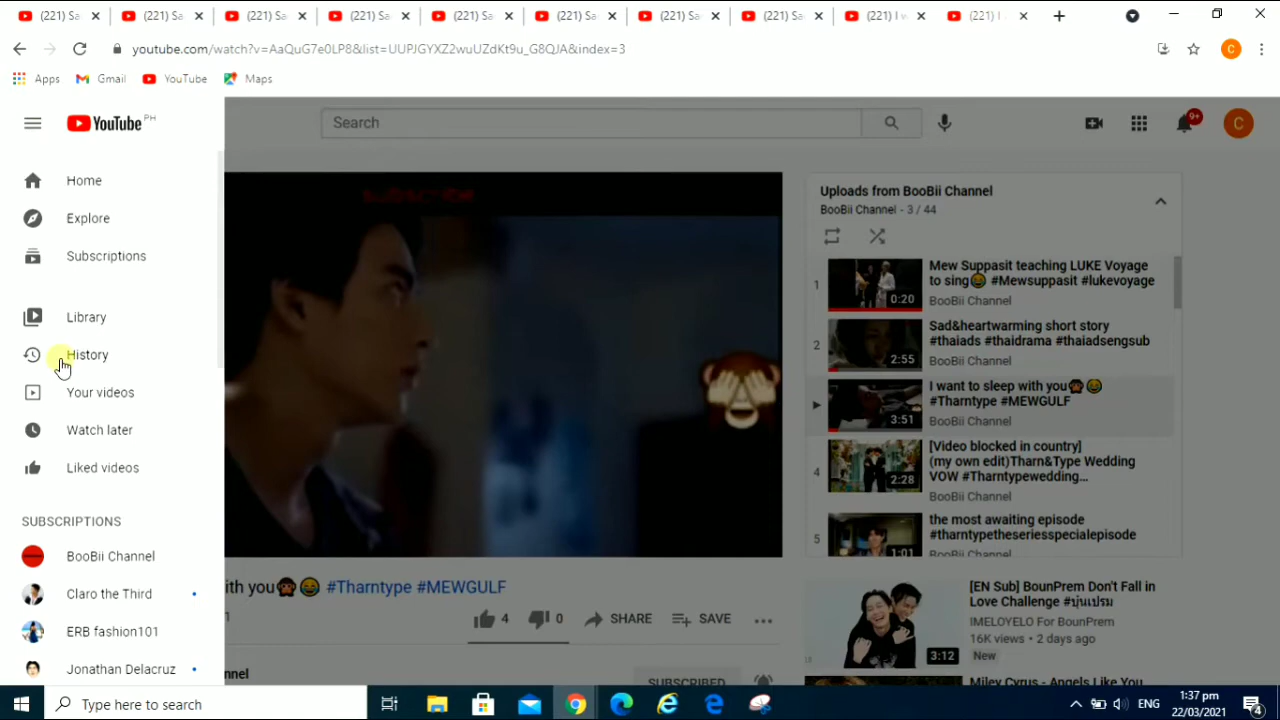 (221) Sa
(221) Sa
(221) Sa
(221) Sa
(221) Sa
(221) Sa
(221) Sa
(221) Sa
(221) I w
(221) I
youtube.com/watch?v=AaQuG7e0LP8&list=UUPJGYXZ2wuUZdKt9u_G8QJA&index=3
C
Apps
Gmail
YouTube
Maps
YouTube PH
Search
9+
C
Home
Explore
Subscriptions
Library
History
Your videos
Watch later
Liked videos
SUBSCRIPTIONS
BooBii Channel
Claro the Third
ERB fashion101
Jonathan Delacruz
SUBSCRIBE
ith you🙊😂 #Tharntype #MEWGULF
1
4
0
SHARE
SAVE
nnel
SUBSCRIBED
Uploads from BooBii Channel
BooBii Channel - 3 / 44
1
0:20
Mew Suppasit teaching LUKE Voyage
to sing😂 #Mewsuppasit #lukevoyage
BooBii Channel
2
2:55
Sad&heartwarming short story
#thaiads #thaidrama #thaiadsengsub
BooBii Channel
3:51
I want to sleep with you🙊😂
#Tharntype #MEWGULF
BooBii Channel
4
2:28
[Video blocked in country]
(my own edit)Tharn&Type Wedding
VOW #Tharntypewedding...
BooBii Channel
5
1:01
the most awaiting episode
#tharntypetheseriesspecialepisode
BooBii Channel
3:12
[EN Sub] BounPrem Don't Fall in
Love Challenge #บุ๋นเปรม
IMELOYELO For BounPrem
16K views • 2 days ago
New
Miley Cyrus - Angels Like You
Type here to search
ENG
1:37 pm
22/03/2021
4